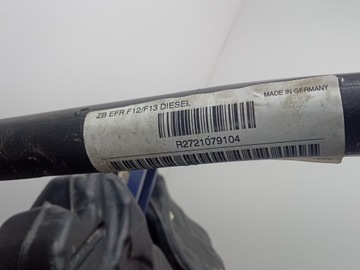 ZB EFR F12/F13 DIESEL
MADE IN GERMANY
R2721079104